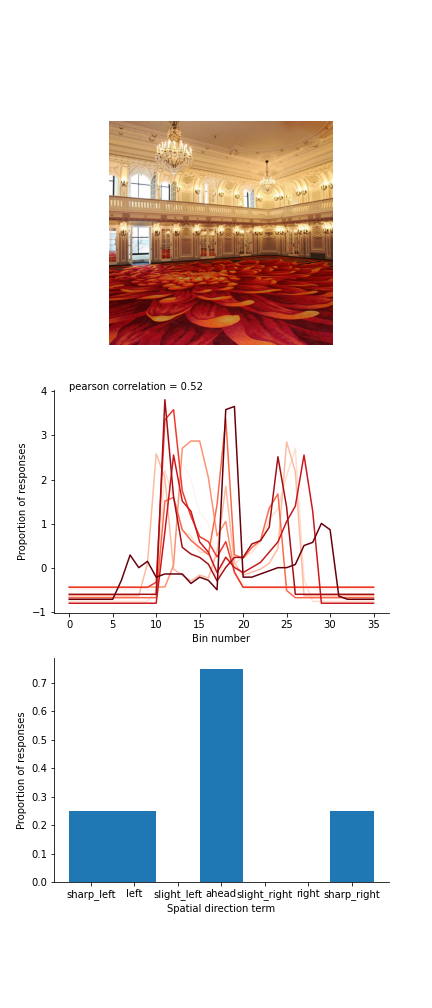 pearson correlation = 0.52
4
3
2
1
0
−1
Proportion of responses
0 5 10 15 20 25 30 35
Bin number
0.7
0.6
0.5
0.4
0.3
0.2
0.1
0.0
Proportion of responses
sharp_left left slight_left ahead slight_right right sharp_right
Spatial direction term